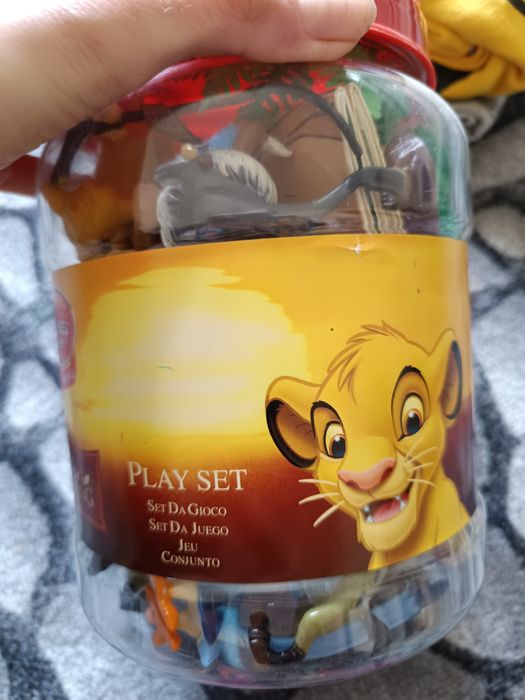 PLAY SET
SET DA GIOCO
SET DA JUEGO
JEU
CONJUNTO